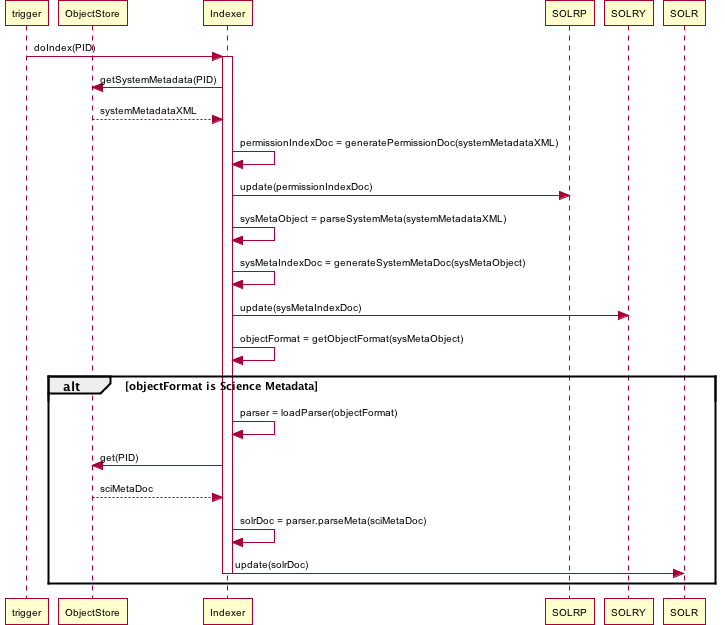 trigger ObjectStore Indexer SOLRP SOLRY SOLR
doIndex(PID)
getSystemMetadata(PID)
systemMetadataXML
permissionIndexDoc = generatePermissionDoc(systemMetadataXML)
update(permissionIndexDoc)
sysMetaObject = parseSystemMeta(systemMetadataXML)
sysMetaIndexDoc = generateSystemMetaDoc(sysMetaObject)
update(sysMetaIndexDoc)
objectFormat = getObjectFormat(sysMetaObject)
alt [objectFormat is Science Metadata]
parser = loadParser(objectFormat)
get(PID)
sciMetaDoc
solrDoc = parser.parseMeta(sciMetaDoc)
update(solrDoc)
trigger ObjectStore Indexer SOLRP SOLRY SOLR